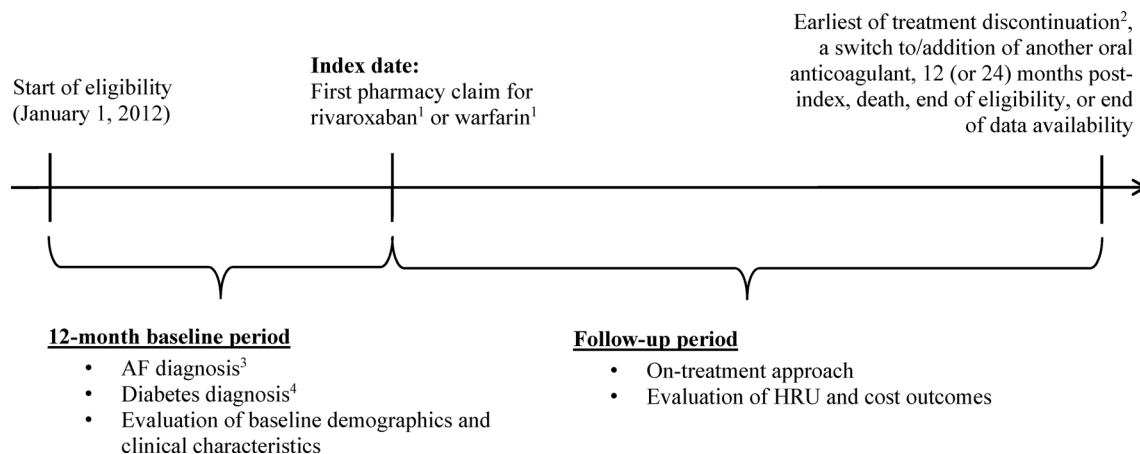 Start of eligibility
(January 1, 2012)
Index date:
First pharmacy claim for
rivaroxaban¹ or warfarin¹
Earliest of treatment discontinuation²,
a switch to/addition of another oral
anticoagulant, 12 (or 24) months post-
index, death, end of eligibility, or end
of data availability
12-month baseline period
• AF diagnosis³
• Diabetes diagnosis⁴
• Evaluation of baseline demographics and
clinical characteristics
Follow-up period
• On-treatment approach
• Evaluation of HRU and cost outcomes